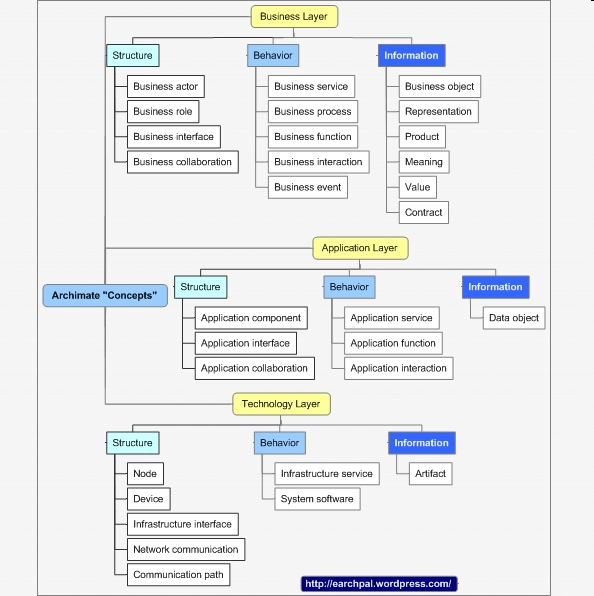 Business Layer
Structure
Behavior
Information
Business actor
Business service
Business object
Business role
Business process
Representation
Business interface
Business function
Product
Business collaboration
Business interaction
Meaning
Business event
Value
Contract
Application Layer
Archimate "Concepts"
Structure
Behavior
Information
Application component
Application service
Data object
Application interface
Application function
Application collaboration
Application interaction
Technology Layer
Structure
Behavior
Information
Node
Infrastructure service
Artifact
Device
System software
Infrastructure interface
Network communication
Communication path
http://earchpal.wordpress.com/